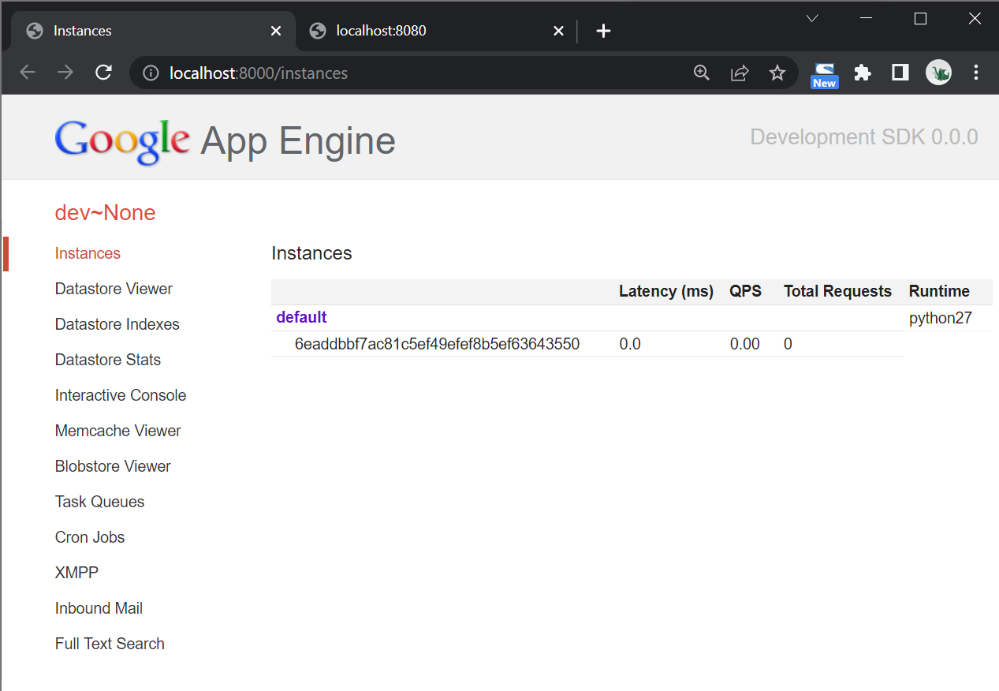 Instances
localhost:8080
localhost:8000/instances
New
Google App Engine
Development SDK 0.0.0
dev~None
Instances
Datastore Viewer
Datastore Indexes
Datastore Stats
Interactive Console
Memcache Viewer
Blobstore Viewer
Task Queues
Cron Jobs
XMPP
Inbound Mail
Full Text Search
Instances
Latency (ms) QPS Total Requests Runtime
default python27
6eaddbbf7ac81c5ef49efef8b5ef63643550 0.0 0.00 0